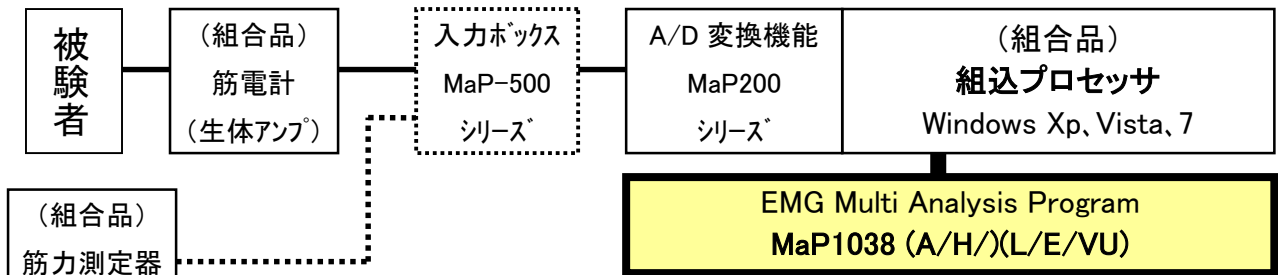 被験者
（組合品）
筋電計
（生体アンプ）
入力ボックス
MaP-500
シリーズ
A/D 変換機能
MaP200
シリーズ
（組合品）
組込プロセッサ
Windows Xp、Vista、7
EMG Multi Analysis Program
MaP1038 (A/H/)(L/E/VU)
（組合品）
筋力測定器